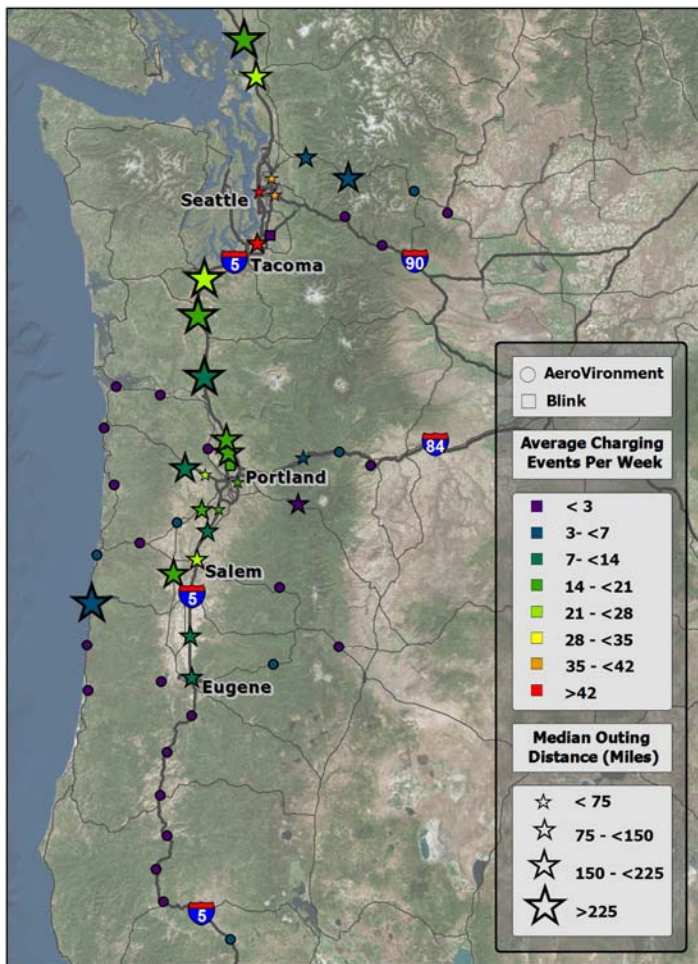 Seattle
5
Tacoma
90
AeroVironment
Blink
84
Average Charging
Events Per Week
Portland
< 3
3- <7
7- <14
14 - <21
21 - <28
28 - <35
35 - <42
>42
Salem
5
Eugene
Median Outing
Distance (Miles)
< 75
75 - <150
150 - <225
>225
5